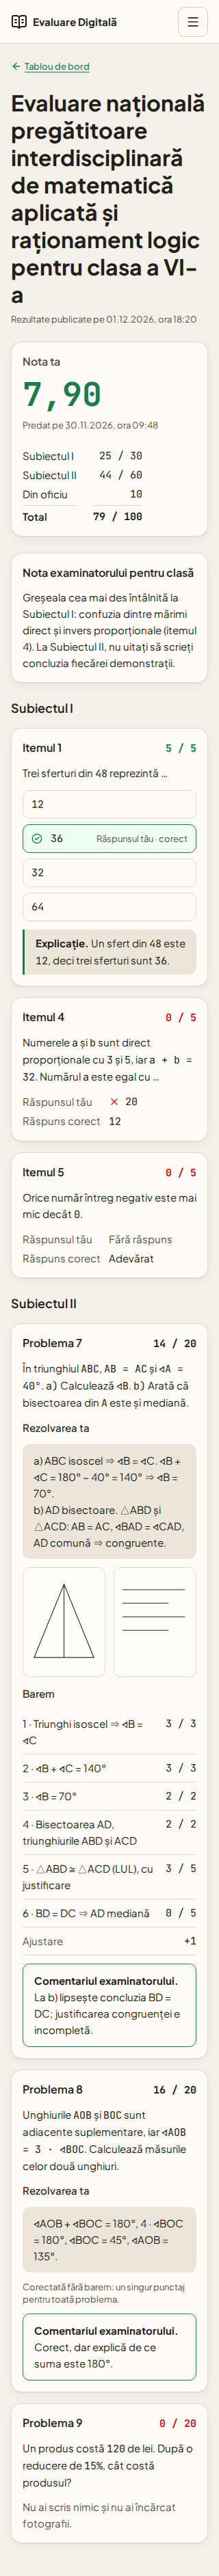 Evaluare Digitală
← Tablou de bord
Evaluare națională
pregătitoare
interdisciplinară
de matematică
aplicată și
raționament logic
pentru clasa a VI-
a
Rezultate publicate pe 01.12.2026, ora 18:20
Nota ta
7,90
Predat pe 30.11.2026, ora 09:48
Subiectul I 25 / 30
Subiectul II 44 / 60
Din oficiu 10
Total 79 / 100
Nota examinatorului pentru clasă
Greșeala cea mai des întâlnită la
Subiectul I: confuzia dintre mărimi
direct și invers proporționale (itemul
4). La Subiectul II, nu uitați să scrieți
concluzia fiecărei demonstrații.
Subiectul I
Itemul 1 5 / 5
Trei sferturi din 48 reprezintă …
12
36 Răspunsul tău · corect
32
64
Explicație. Un sfert din 48 este
12, deci trei sferturi sunt 36.
Itemul 4 0 / 5
Numerele a și b sunt direct
proporționale cu 3 și 5, iar a + b =
32. Numărul a este egal cu …
Răspunsul tău ✕ 20
Răspuns corect 12
Itemul 5 0 / 5
Orice număr întreg negativ este mai
mic decât 0.
Răspunsul tău Fără răspuns
Răspuns corect Adevărat
Subiectul II
Problema 7 14 / 20
În triunghiul ABC, AB = AC și ∢A =
40°. a) Calculează ∢B. b) Arată că
bisectoarea din A este și mediană.
Rezolvarea ta
a) ABC isoscel ⇒ ∢B = ∢C. ∢B +
∢C = 180° − 40° = 140° ⇒ ∢B =
70°.
b) AD bisectoare. △ABD și
△ACD: AB = AC, ∢BAD = ∢CAD,
AD comună ⇒ congruente.
Barem
1 · Triunghi isoscel ⇒ ∢B = 3 / 3
∢C
2 · ∢B + ∢C = 140° 3 / 3
3 · ∢B = 70° 2 / 2
4 · Bisectoarea AD, 2 / 2
triunghiurile ABD și ACD
5 · △ABD ≅ △ACD (LUL), cu 3 / 5
justificare
6 · BD = DC ⇒ AD mediană 0 / 5
Ajustare +1
Comentariul examinatorului.
La b) lipsește concluzia BD =
DC; justificarea congruenței e
incompletă.
Problema 8 16 / 20
Unghiurile AOB și BOC sunt
adiacente suplementare, iar ∢AOB
= 3 · ∢BOC. Calculează măsurile
celor două unghiuri.
Rezolvarea ta
∢AOB + ∢BOC = 180°, 4 · ∢BOC
= 180°, ∢BOC = 45°, ∢AOB =
135°.
Corectată fără barem: un singur punctaj
pentru toată problema.
Comentariul examinatorului.
Corect, dar explică de ce
suma este 180°.
Problema 9 0 / 20
Un produs costă 120 de lei. După o
reducere de 15%, cât costă
produsul?
Nu ai scris nimic și nu ai încărcat
fotografii.